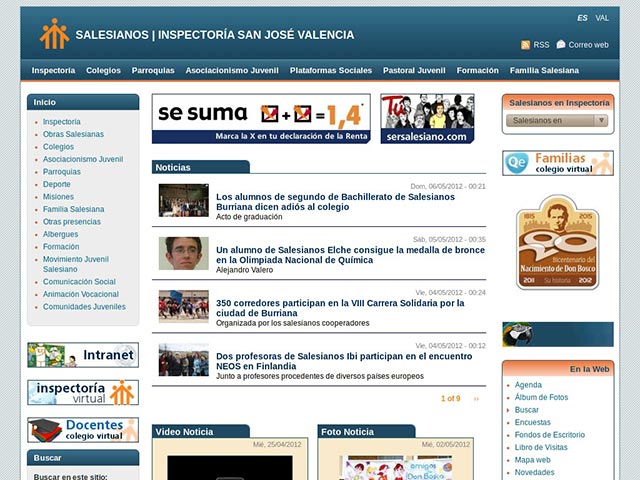 ES VAL
SALESIANOS | INSPECTORÍA SAN JOSÉ VALENCIA
RSS Correo web
Inspectoría Colegios Parroquias Asociacionismo Juvenil Plataformas Sociales Pastoral Juvenil Formación Familia Salesiana
Inicio
Inspectoría
Obras Salesianas
Colegios
Asociacionismo Juvenil
Parroquias
Deporte
Misiones
Familia Salesiana
Otras presencias
Albergues
Formación
Movimiento Juvenil
Salesiano
Comunicación Social
Animación Vocacional
Comunidades Juveniles
Intranet
inspectoría
virtual
Docentes
colegio virtual
Buscar
Buscar en este sitio:
se suma + = 1,4
Marca la X en tu declaración de la Renta
Tú
sersalesiano.com
Noticias
Dom, 06/05/2012 - 00:21
Los alumnos de segundo de Bachillerato de Salesianos
Burriana dicen adiós al colegio
Acto de graduación
Sáb, 05/05/2012 - 00:35
Un alumno de Salesianos Elche consigue la medalla de bronce
en la Olimpiada Nacional de Química
Alejandro Valero
Vie, 04/05/2012 - 00:24
350 corredores participan en la VIII Carrera Solidaria por la
ciudad de Burriana
Organizada por los salesianos cooperadores
Vie, 04/05/2012 - 00:12
Dos profesoras de Salesianos Ibi participan en el encuentro
NEOS en Finlandia
Junto a profesores procedentes de diversos países europeos
1 of 9 ››
Video Noticia
Mié, 25/04/2012
Foto Noticia
Mié, 02/05/2012
amigos de
Don Bosco
Salesianos en Inspectoría
Salesianos en
Qe Familias
colegio virtual
1815 2015
Bicentenario del
Nacimiento de Don Bosco
2011 Su historia 2012
En la Web
Agenda
Álbum de Fotos
Buscar
Encuestas
Fondos de Escritorio
Libro de Visitas
Mapa web
Novedades